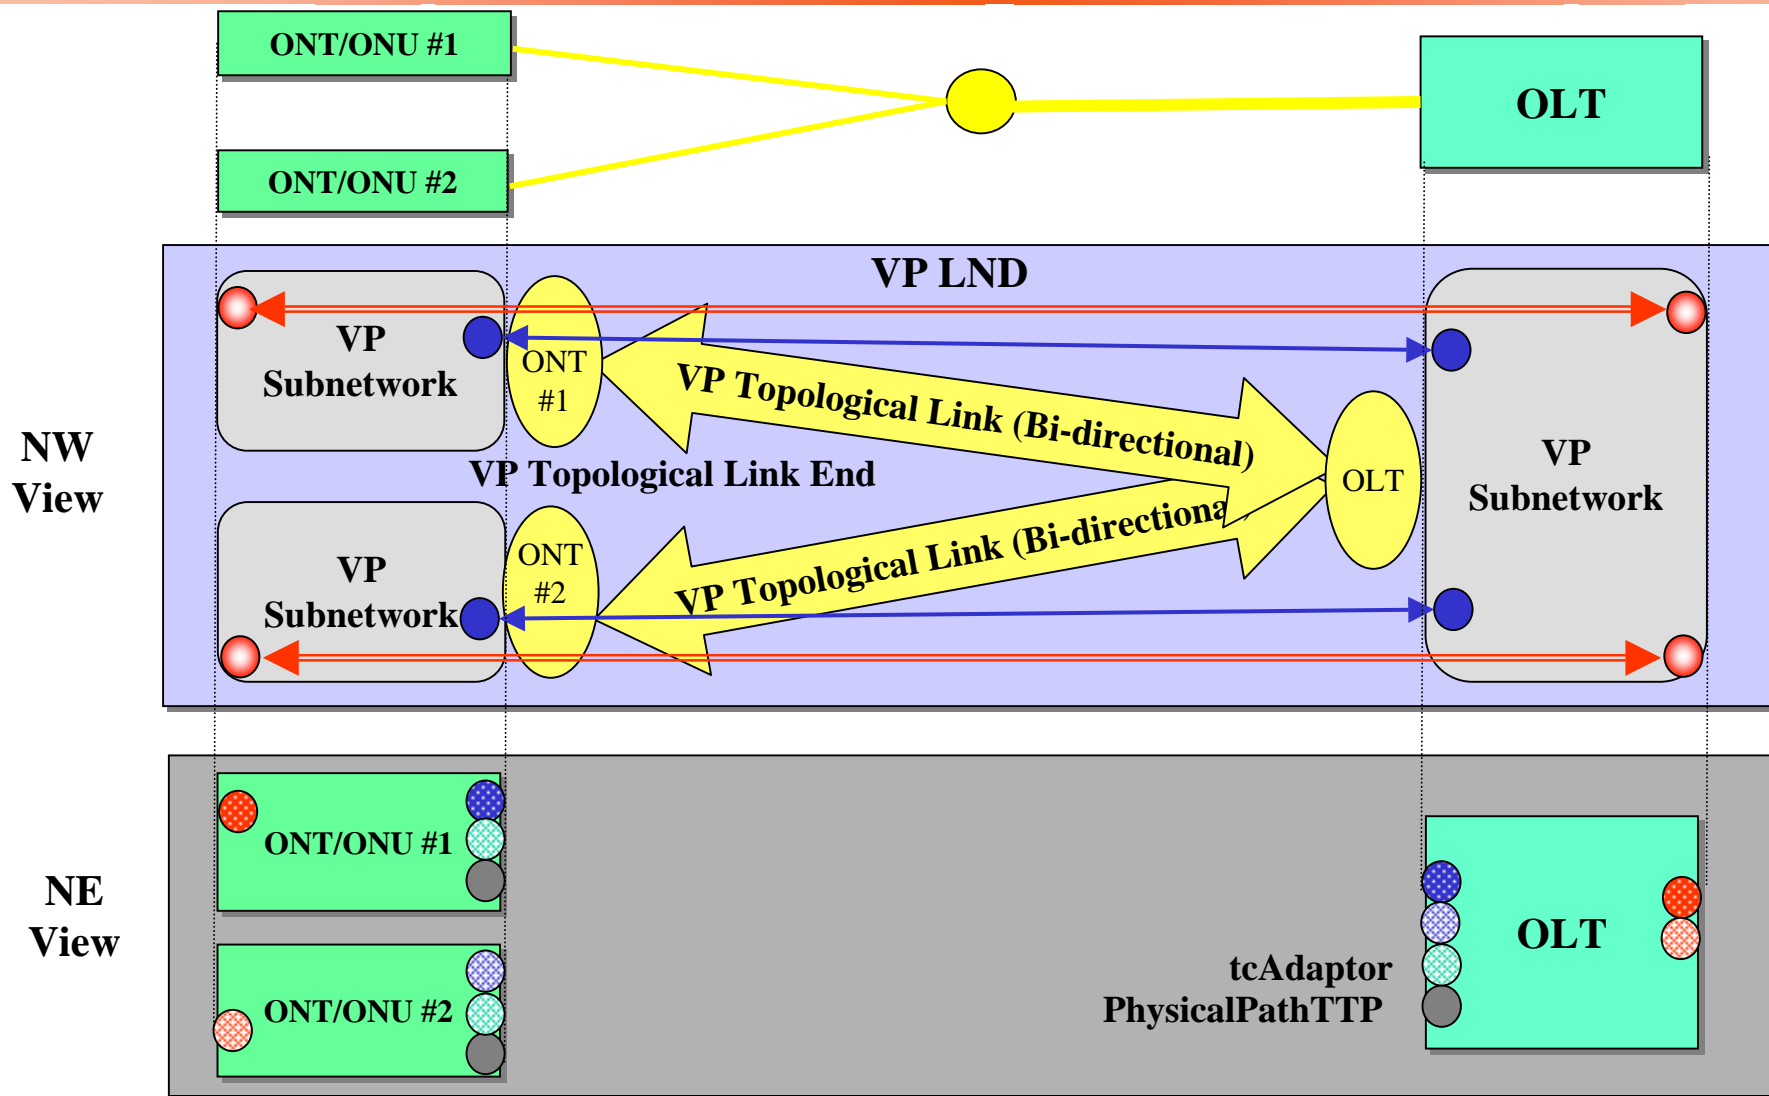 ONT/ONU #1
OLT
ONT/ONU #2
VP LND
VP
Subnetwork
ONT
#1
VP Topological Link (Bi-directional)
NW
View
VP Topological Link End
OLT
VP
Subnetwork
VP
Subnetwork
ONT
#2
VP Topological Link (Bi-directiona
ONT/ONU #1
NE
View
OLT
tcAdaptor
PhysicalPathTTP
ONT/ONU #2